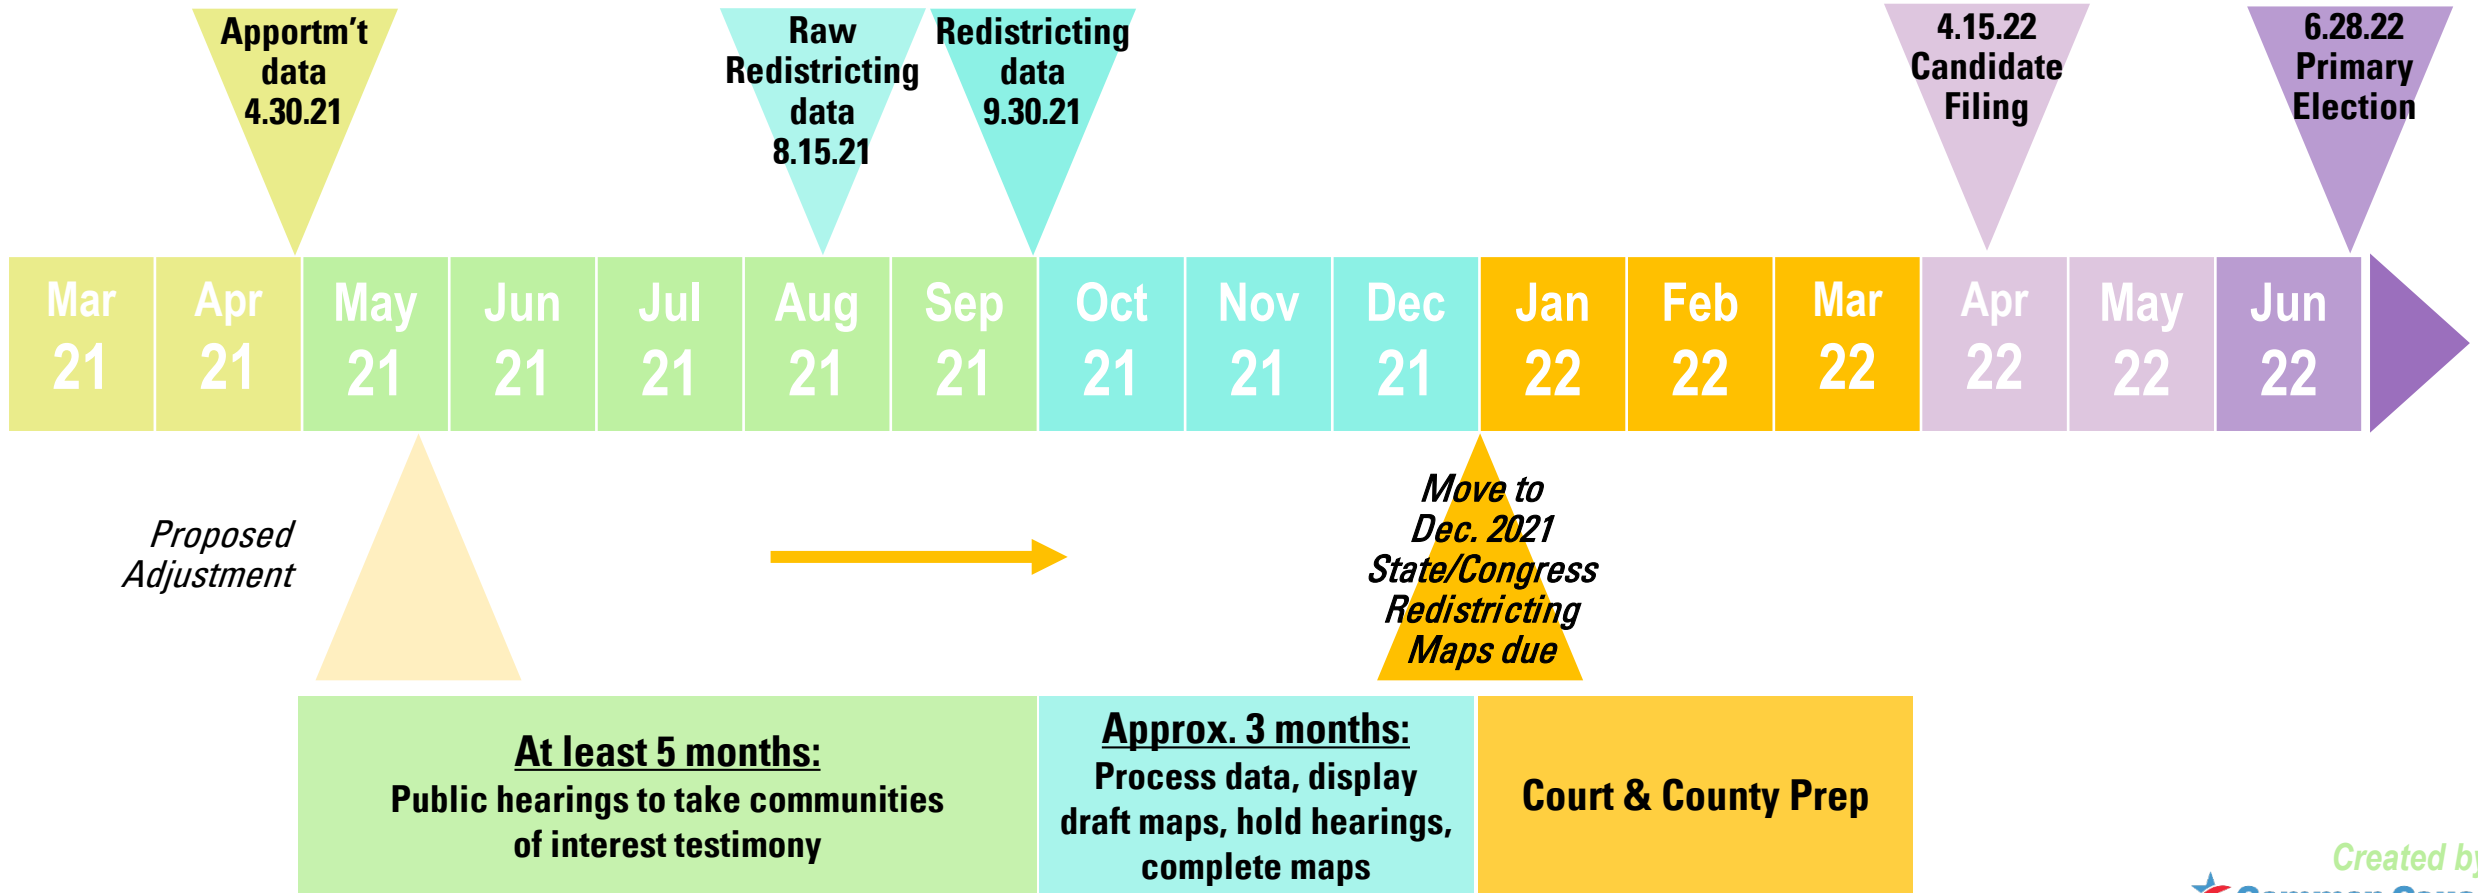 Apportm't
data
4.30.21
Raw
Redistricting
data
8.15.21
Redistricting
data
9.30.21
4.15.22
Candidate
Filing
6.28.22
Primary
Election
Mar
21
Apr
21
May
21
Jun
21
Jul
21
Aug
21
Sep
21
Oct
21
Nov
21
Dec
21
Jan
22
Feb
22
Mar
22
Apr
22
May
22
Jun
22
Proposed
Adjustment
Move to
Dec. 2021
State/Congress
Redistricting
Maps due
At least 5 months:
Public hearings to take communities
of interest testimony
Approx. 3 months:
Process data, display
draft maps, hold hearings,
complete maps
Court & County Prep
Created by
Common Cause